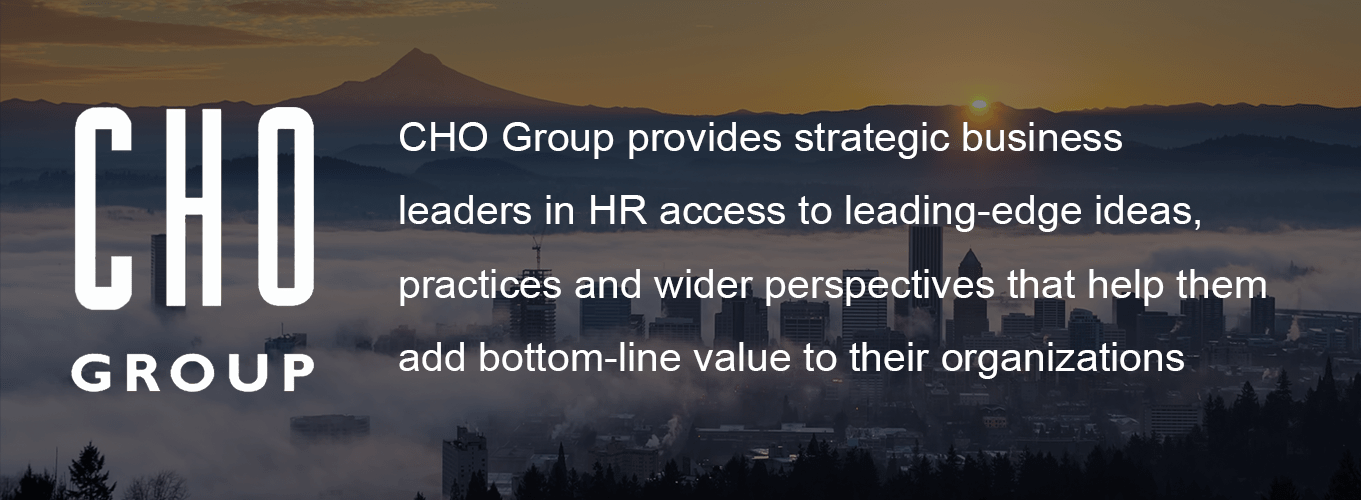 CHO
GROUP
CHO Group provides strategic business
leaders in HR access to leading-edge ideas,
practices and wider perspectives that help them
add bottom-line value to their organizations